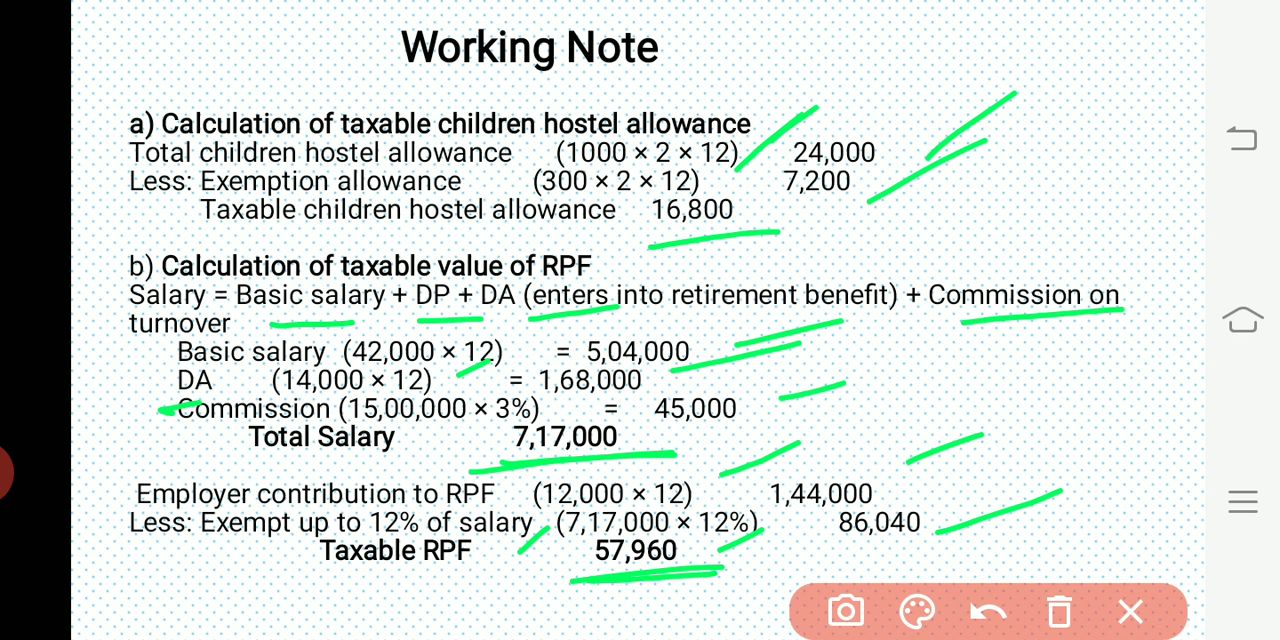 Working Note
a) Calculation of taxable children hostel allowance
Total children hostel allowance (1000 × 2 × 12) 24,000
Less: Exemption allowance (300 × 2 × 12) 7,200
Taxable children hostel allowance 16,800
b) Calculation of taxable value of RPF
Salary = Basic salary + DP + DA (enters into retirement benefit) + Commission on
turnover
Basic salary (42,000 × 12) = 5,04,000
DA (14,000 × 12) = 1,68,000
Commission (15,00,000 × 3%) = 45,000
Total Salary 7,17,000
Employer contribution to RPF (12,000 × 12) 1,44,000
Less: Exempt up to 12% of salary (7,17,000 × 12%) 86,040
Taxable RPF 57,960